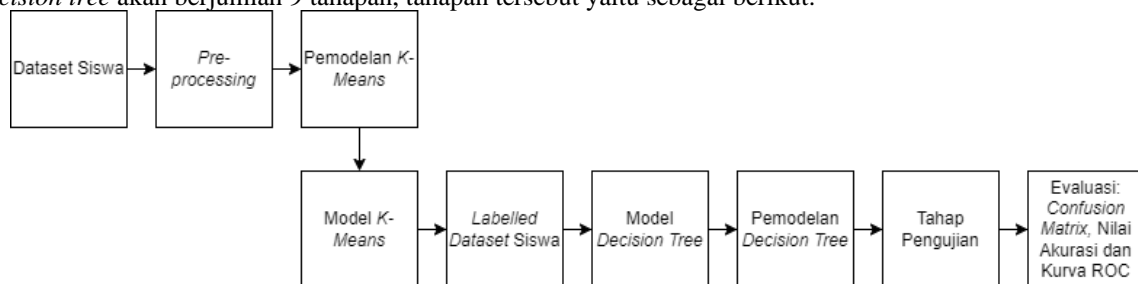 decision tree akan berjumlah 9 tahapan, tahapan tersebut yaitu sebagai berikut:
Dataset Siswa
Pre-
processing
Pemodelan K-
Means
Model K-
Means
Labelled
Dataset Siswa
Model
Decision Tree
Pemodelan
Decision Tree
Tahap
Pengujian
Evaluasi:
Confusion
Matrix, Nilai
Akurasi dan
Kurva ROC